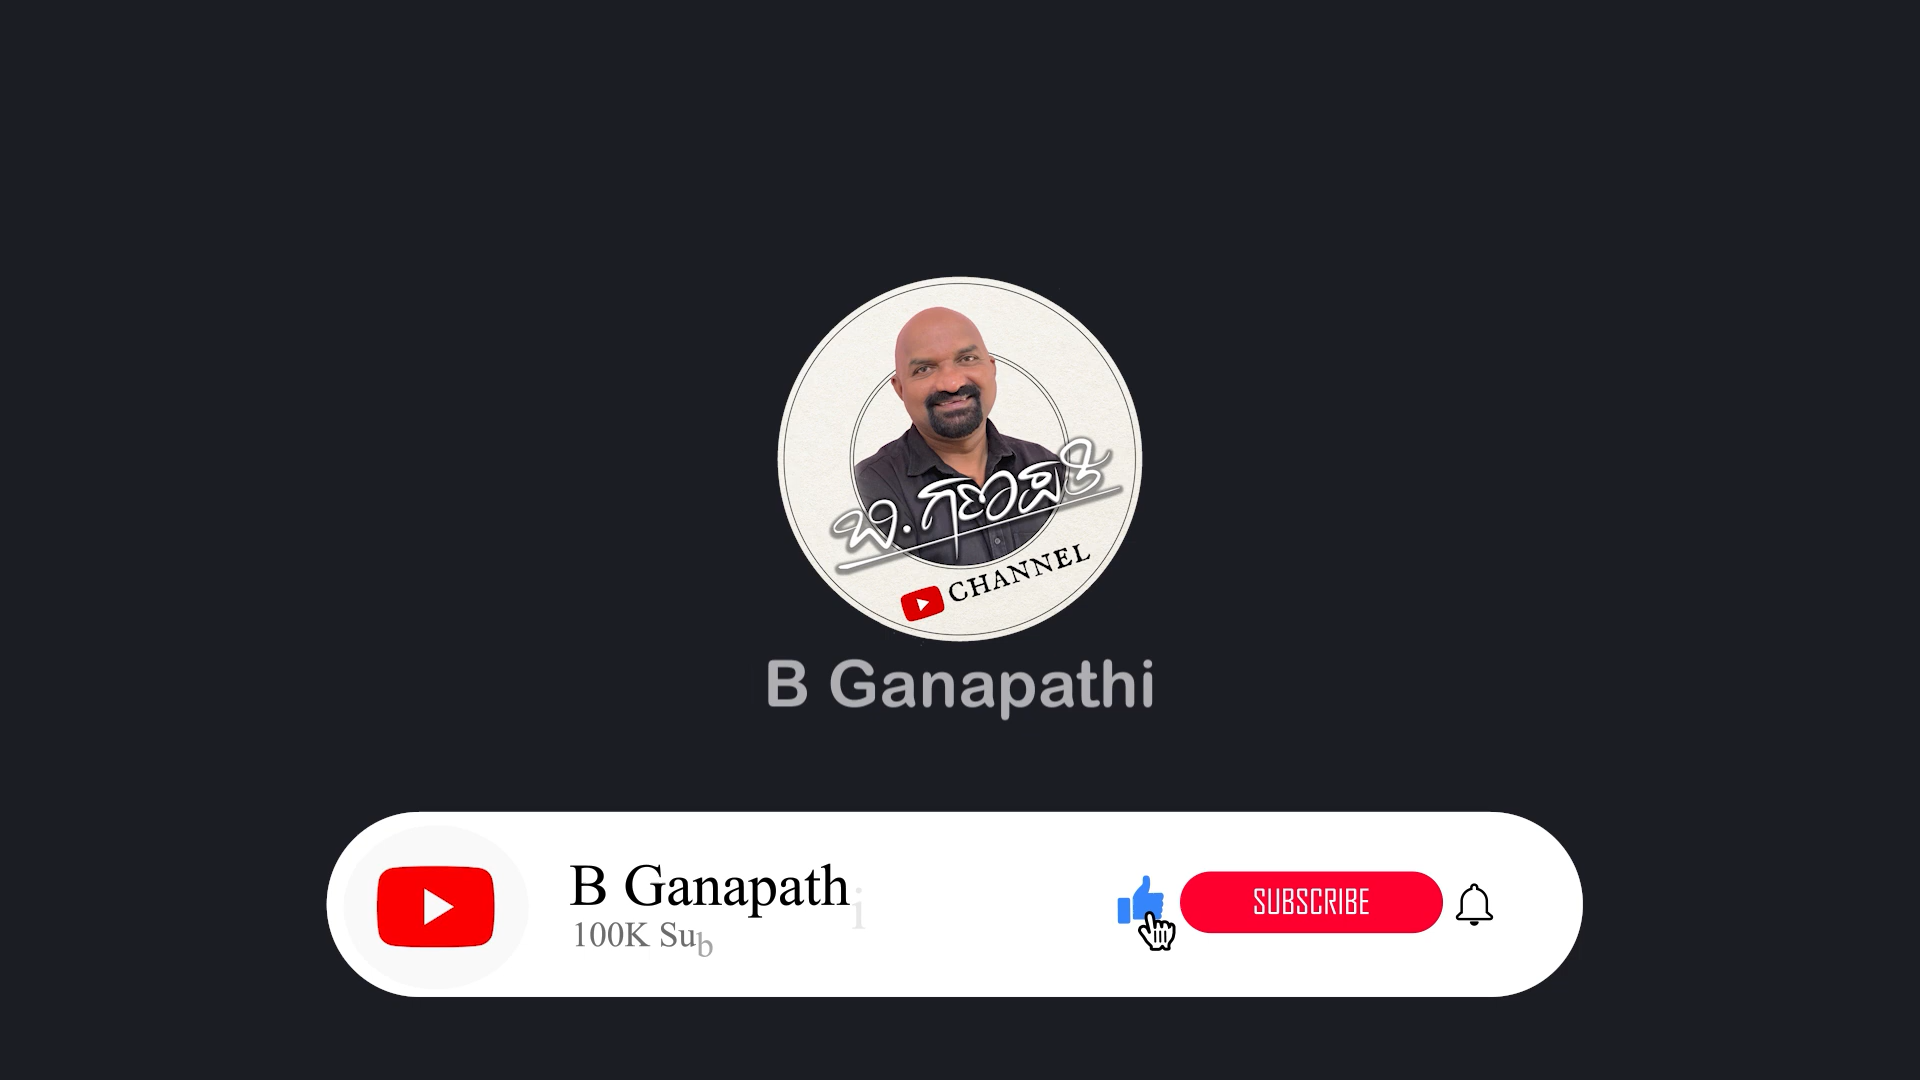 ಬಿ. ಗಣಪತಿ
CHANNEL
B Ganapathi
B Ganapathi
100K Sub
SUBSCRIBE